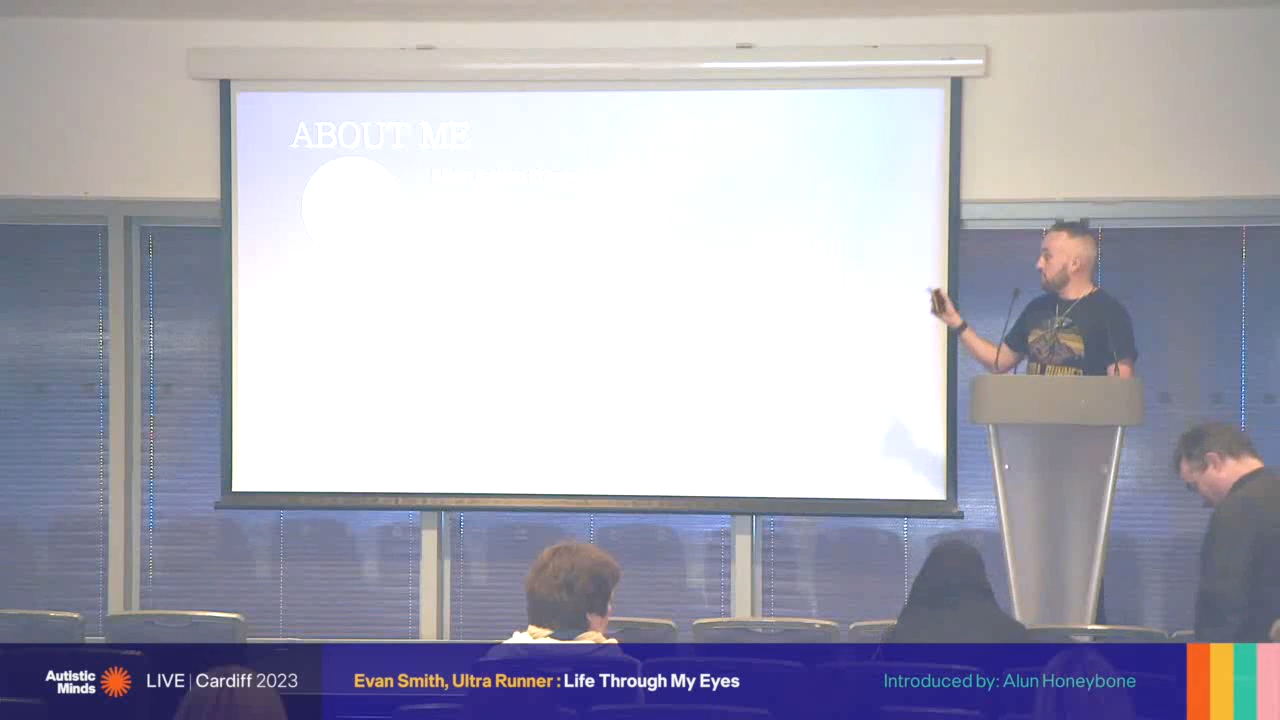 ABOUT ME
RUNNER
Autistic
Minds
LIVE | Cardiff 2023
Evan Smith, Ultra Runner : Life Through My Eyes
Introduced by: Alun Honeybone